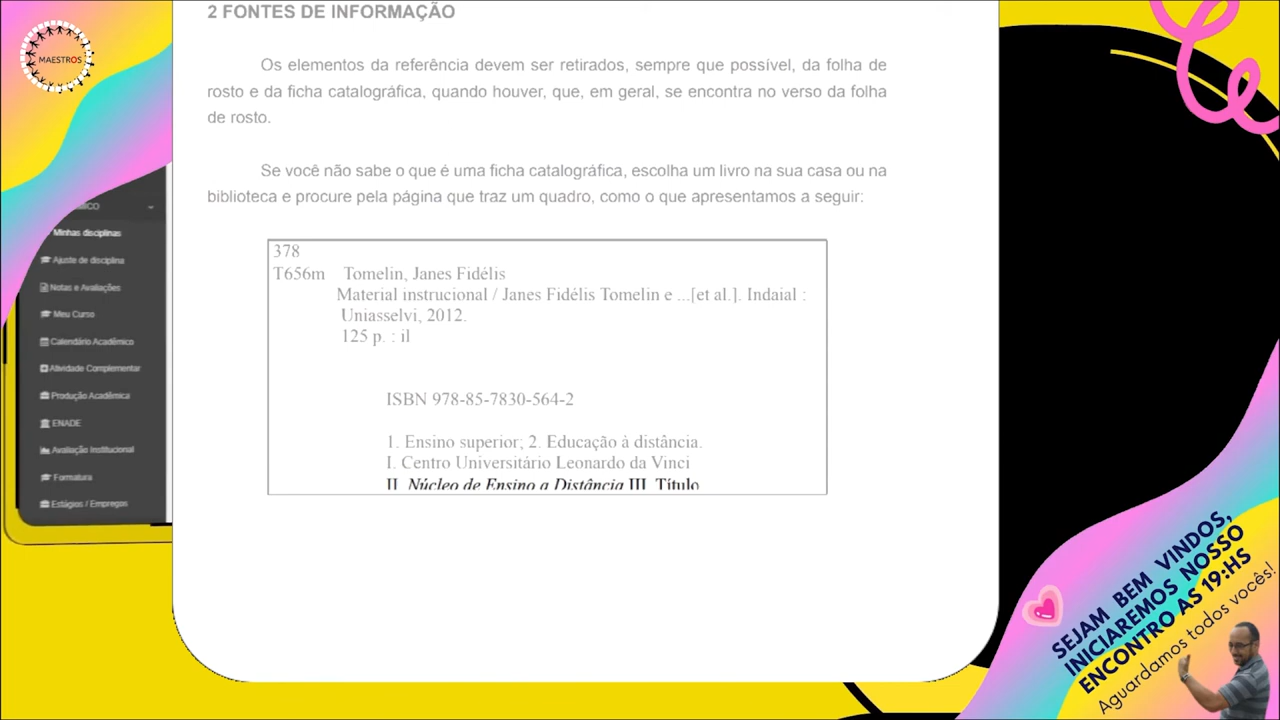 MAESTROS
2 FONTES DE INFORMAÇÃO
Os elementos da referência devem ser retirados, sempre que possível, da folha de
rosto e da ficha catalográfica, quando houver, que, em geral, se encontra no verso da folha
de rosto.
Se você não sabe o que é uma ficha catalográfica, escolha um livro na sua casa ou na
biblioteca e procure pela página que traz um quadro, como o que apresentamos a seguir:
378
T656m Tomelin, Janes Fidélis
Material instrucional / Janes Fidélis Tomelin e ...[et al.]. Indaial :
Uniasselvi, 2012.
125 p. : il
ISBN 978-85-7830-564-2
1. Ensino superior; 2. Educação à distância.
I. Centro Universitário Leonardo da Vinci
II. Núcleo de Ensino a Distância III. Título
Minhas disciplinas
Ajuste de disciplina
Notas e Avaliações
Meu Curso
Calendário Acadêmico
Atividade Complementar
Produção Acadêmica
ENADE
Avaliação Institucional
Formatura
Estágios / Empregos
SEJAM BEM VINDOS,
INICIAREMOS NOSSO
ENCONTRO AS 19:HS
Aguardamos todos vocês!